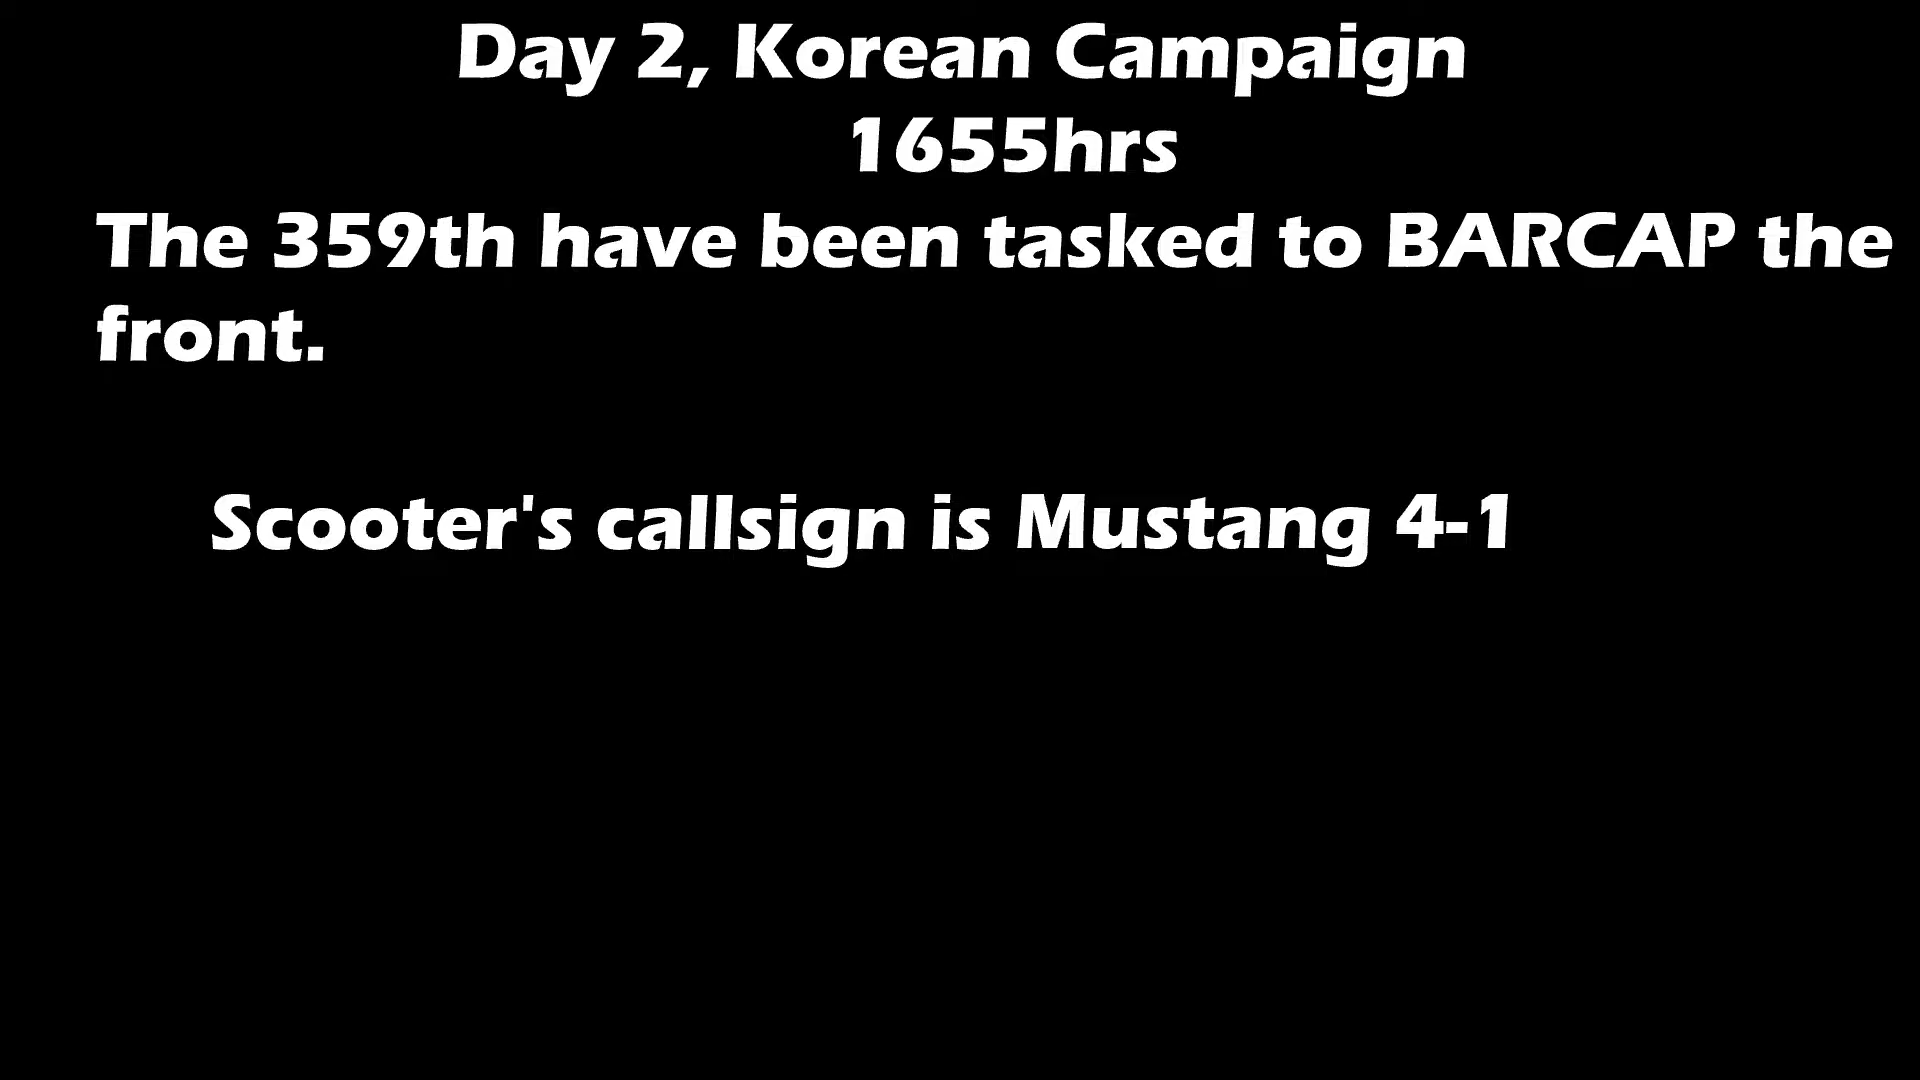 Day 2, Korean Campaign
1655hrs
The 359th have been tasked to BARCAP the
front.
Scooter's callsign is Mustang 4-1